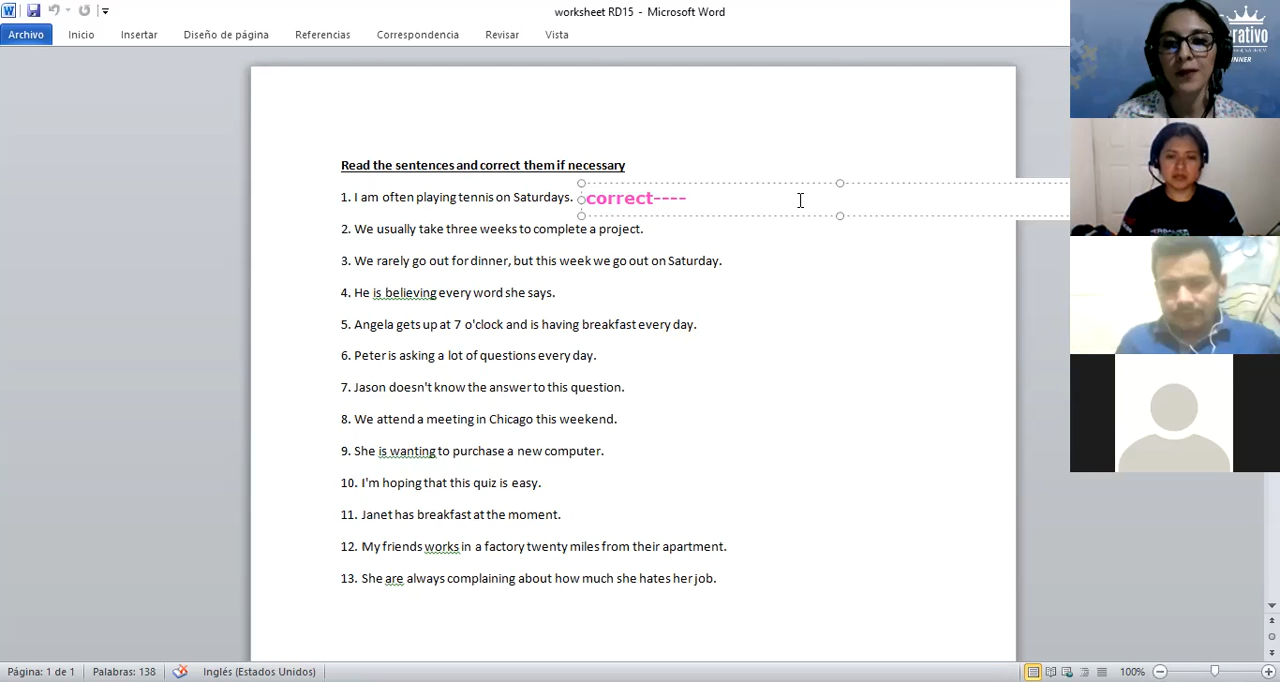 worksheet RD15 - Microsoft Word
Archivo Inicio Insertar Diseño de página Referencias Correspondencia Revisar Vista
Read the sentences and correct them if necessary
1. I am often playing tennis on Saturdays. correct----
2. We usually take three weeks to complete a project.
3. We rarely go out for dinner, but this week we go out on Saturday.
4. He is believing every word she says.
5. Angela gets up at 7 o'clock and is having breakfast every day.
6. Peter is asking a lot of questions every day.
7. Jason doesn't know the answer to this question.
8. We attend a meeting in Chicago this weekend.
9. She is wanting to purchase a new computer.
10. I'm hoping that this quiz is easy.
11. Janet has breakfast at the moment.
12. My friends works in a factory twenty miles from their apartment.
13. She are always complaining about how much she hates her job.
Página: 1 de 1 Palabras: 138 Inglés (Estados Unidos) 100%